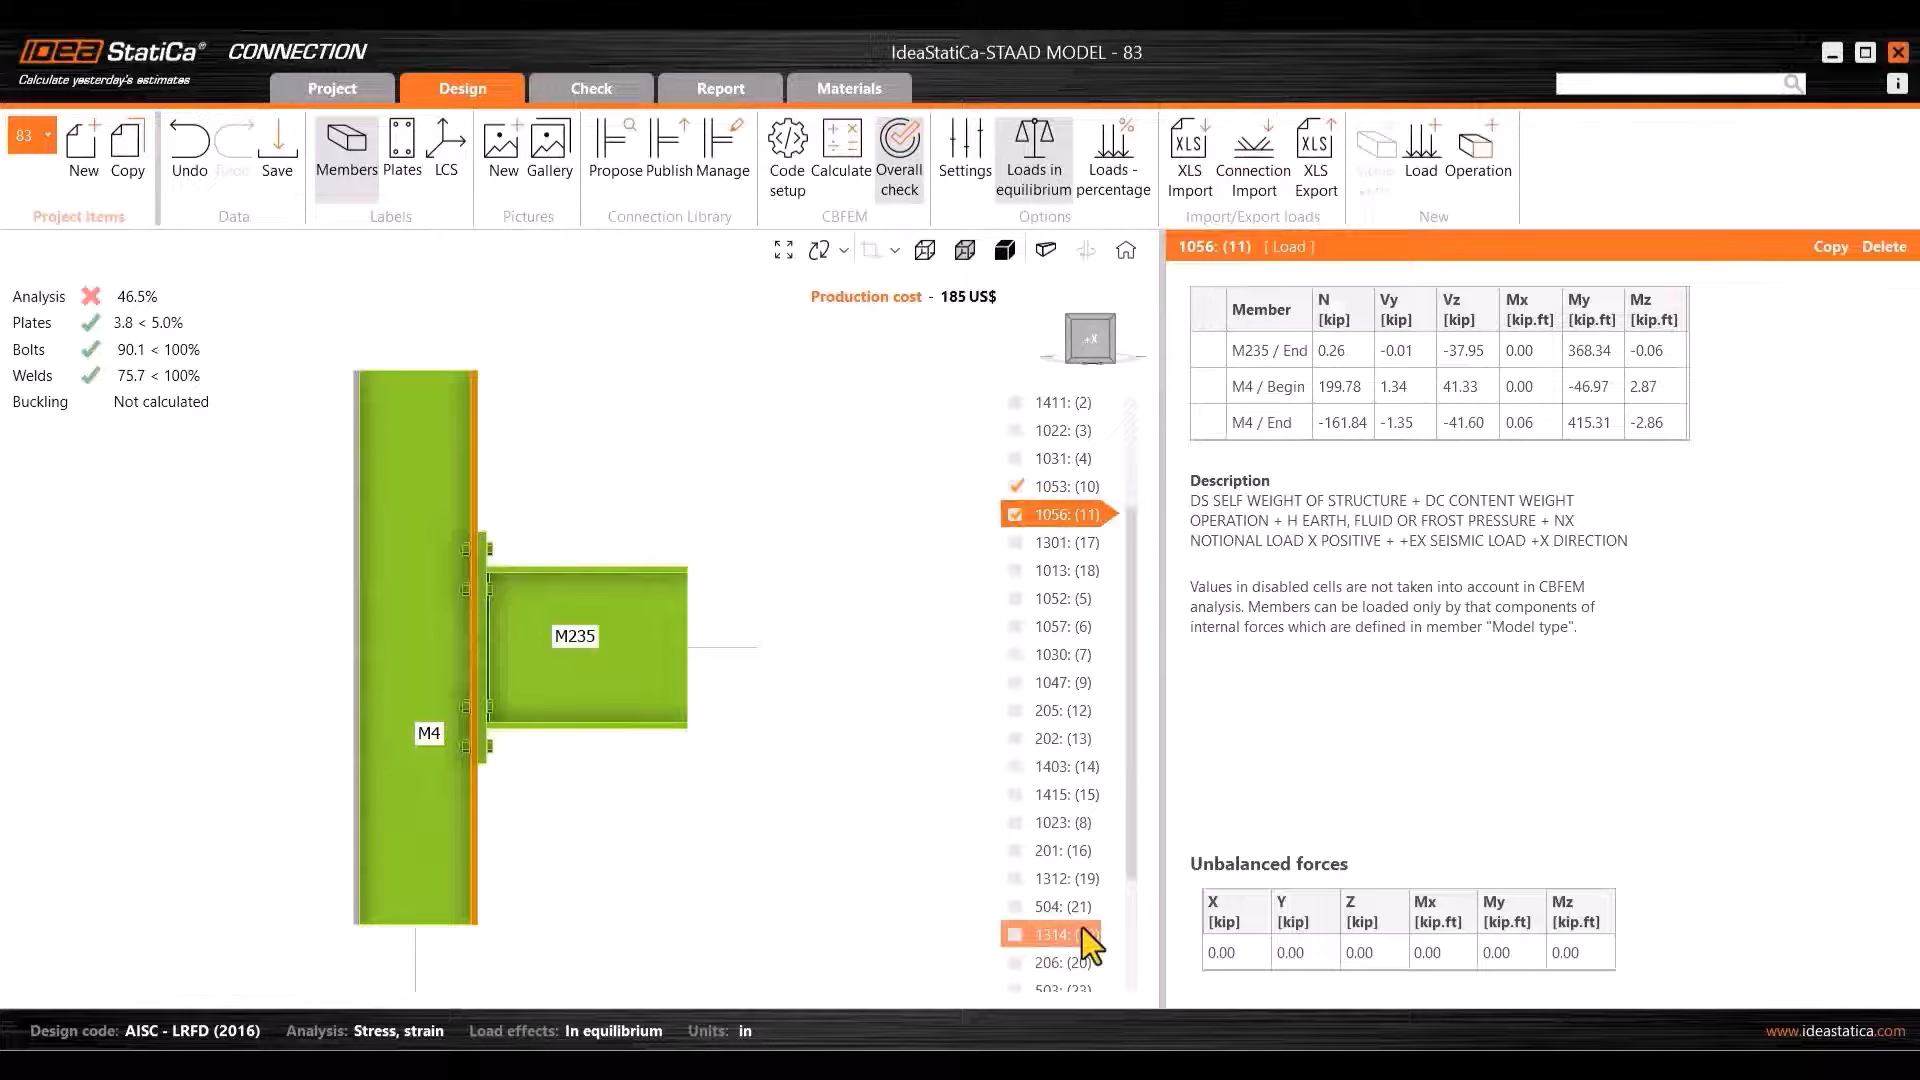 IDEA StatiCa® CONNECTION
Calculate yesterday's estimates
IdeaStatiCa-STAAD MODEL - 83
Project Design Check Report Materials
83
New Copy
Project Items
Undo Save
Data
Members Plates LCS
Labels
New Gallery
Pictures
Propose Publish Manage
Connection Library
Code setup Calculate Overall check
CBFEM
Settings Loads in equilibrium Loads - percentage
Options
XLS Import Connection Import XLS Export
Import/Export loads
Load Operation
New
Analysis 46.5%
Plates 3.8 < 5.0%
Bolts 90.1 < 100%
Welds 75.7 < 100%
Buckling Not calculated
Production cost - 185 US$
+X
M235
M4
1411: (2)
1022: (3)
1031: (4)
1053: (10)
1056: (11)
1301: (17)
1013: (18)
1052: (5)
1057: (6)
1030: (7)
1047: (9)
205: (12)
202: (13)
1403: (14)
1415: (15)
1023: (8)
201: (16)
1312: (19)
504: (21)
1314:
206: (20)
503: (23)
1056: (11) [ Load ] Copy Delete
Member N [kip] Vy [kip] Vz [kip] Mx [kip.ft] My [kip.ft] Mz [kip.ft]
M235 / End 0.26 -0.01 -37.95 0.00 368.34 -0.06
M4 / Begin 199.78 1.34 41.33 0.00 -46.97 2.87
M4 / End -161.84 -1.35 -41.60 0.06 415.31 -2.86
Description
DS SELF WEIGHT OF STRUCTURE + DC CONTENT WEIGHT
OPERATION + H EARTH, FLUID OR FROST PRESSURE + NX
NOTIONAL LOAD X POSITIVE + +EX SEISMIC LOAD +X DIRECTION
Values in disabled cells are not taken into account in CBFEM
analysis. Members can be loaded only by that components of
internal forces which are defined in member "Model type".
Unbalanced forces
X [kip] Y [kip] Z [kip] Mx [kip.ft] My [kip.ft] Mz [kip.ft]
0.00 0.00 0.00 0.00 0.00 0.00
Design code: AISC - LRFD (2016) Analysis: Stress, strain Load effects: In equilibrium Units: in
www.ideastatica.com